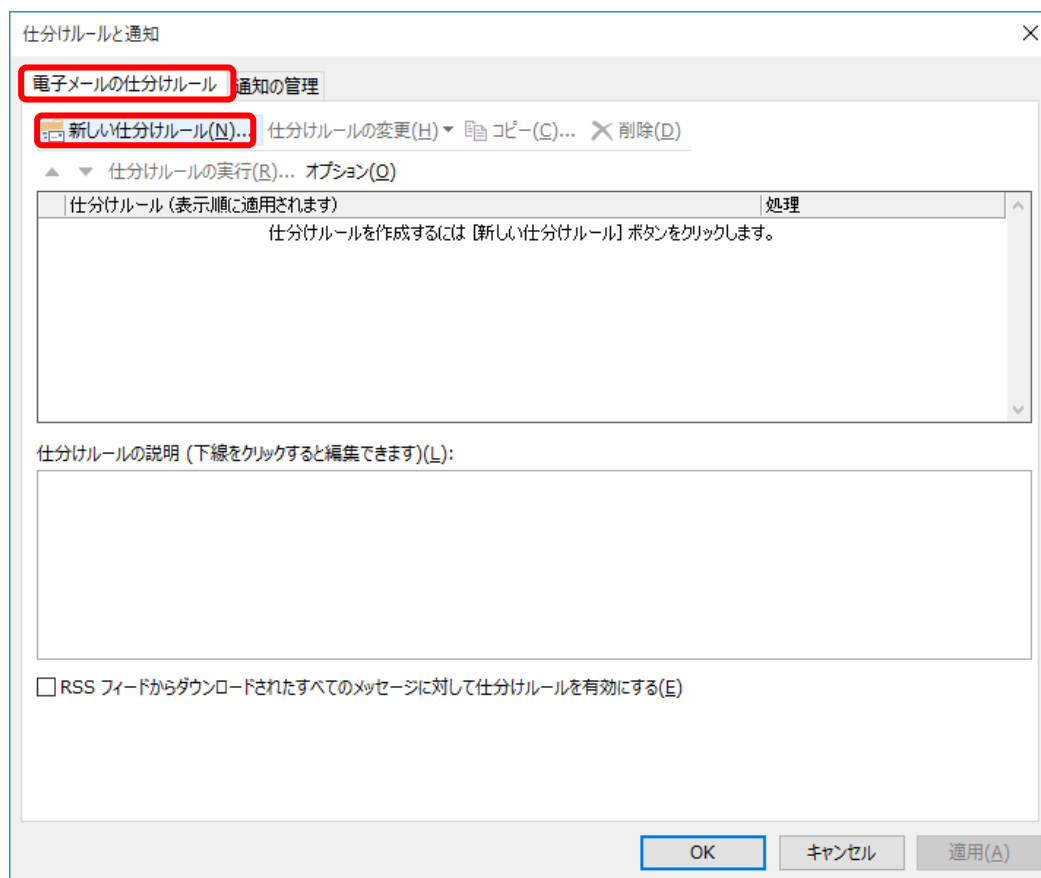 仕分けルールと通知
電子メールの仕分けルール 通知の管理
新しい仕分けルール(N)... 仕分けルールの変更(H) コピー(C)... 削除(D)
仕分けルールの実行(R)... オプション(O)
仕分けルール (表示順に適用されます) 処理
仕分けルールを作成するには [新しい仕分けルール] ボタンをクリックします。
仕分けルールの説明 (下線をクリックすると編集できます)(L):
RSS フィードからダウンロードされたすべてのメッセージに対して仕分けルールを有効にする(E)
OK キャンセル 適用(A)